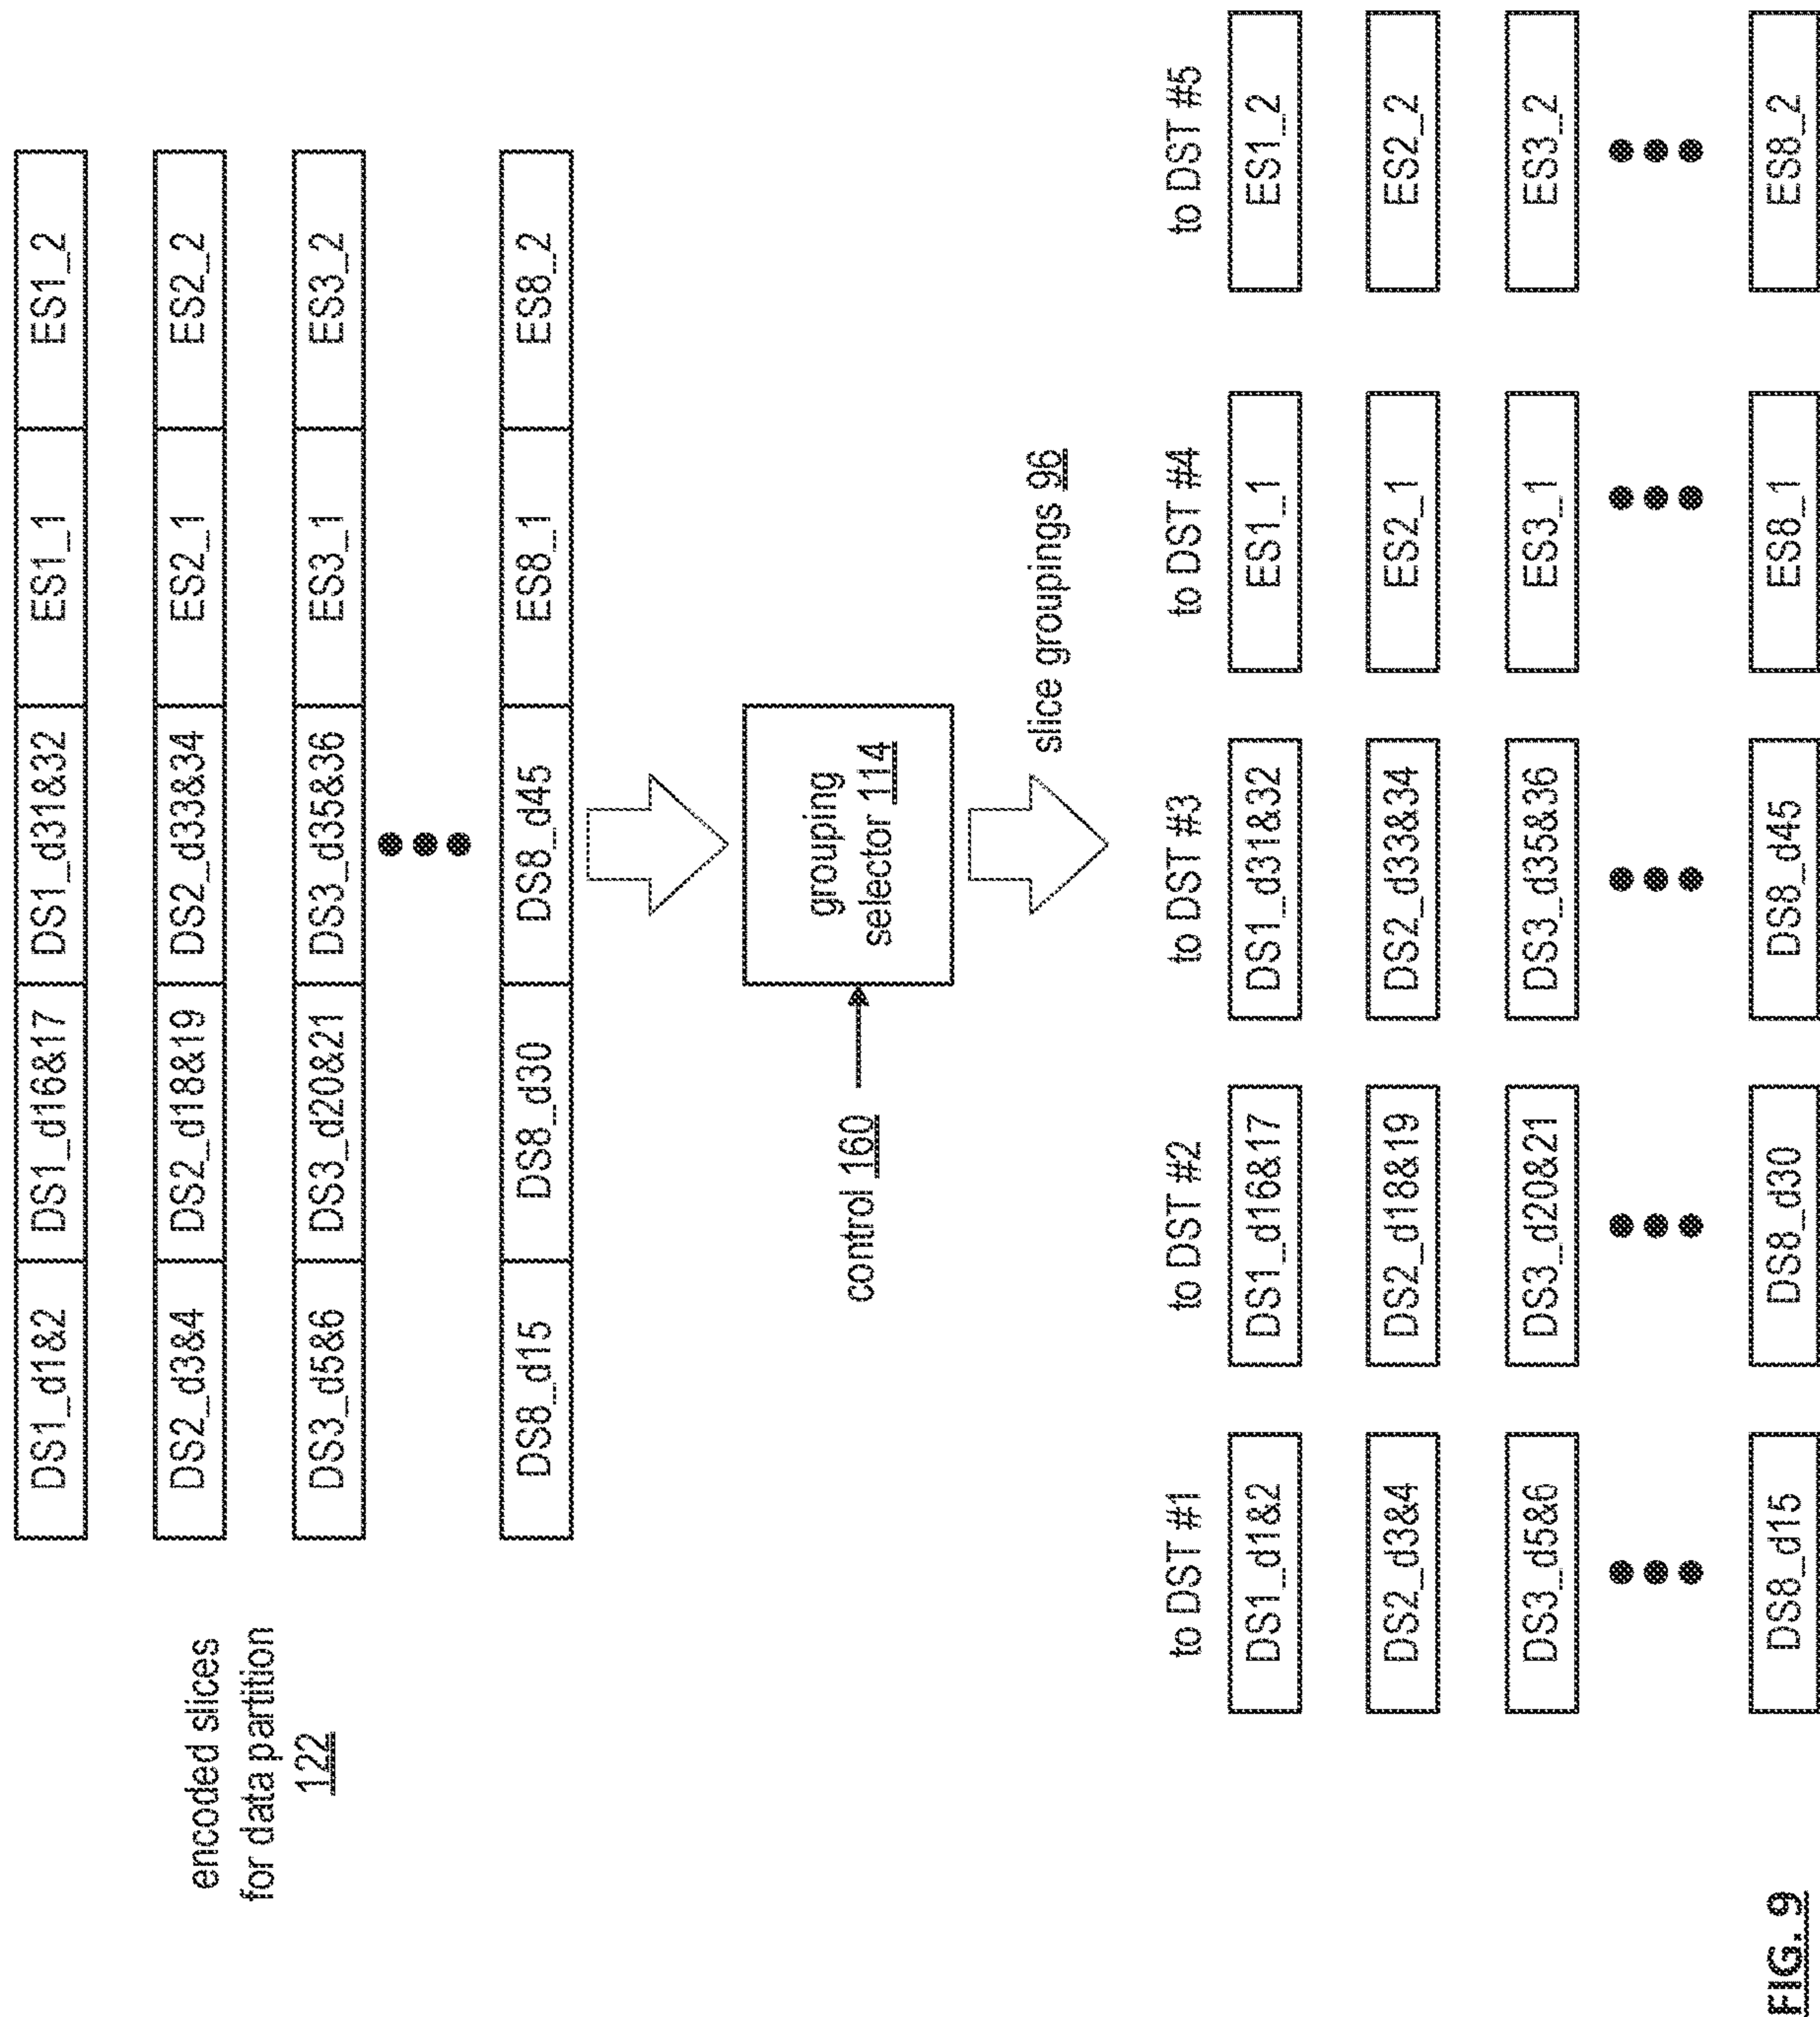 DS1_d1&2 DS1_d16&17 DS1_d31&32 ES1_1 ES1_2
encoded slices
for data partition
122
DS2_d3&4 DS2_d18&19 DS2_d33&34 ES2_1 ES2_2
DS3_d5&6 DS3_d20&21 DS3_d35&36 ES3_1 ES3_2
DS8_d15 DS8_d30 DS8_d45 ES8_1 ES8_2
control 160
grouping
selector 114
slice groupings 96
to DST #1 to DST #2 to DST #3 to DST #4 to DST #5
DS1_d1&2 DS1_d16&17 DS1_d31&32 ES1_1 ES1_2
DS2_d3&4 DS2_d18&19 DS2_d33&34 ES2_1 ES2_2
DS3_d5&6 DS3_d20&21 DS3_d35&36 ES3_1 ES3_2
DS8_d15 DS8_d30 DS8_d45 ES8_1 ES8_2
FIG. 9